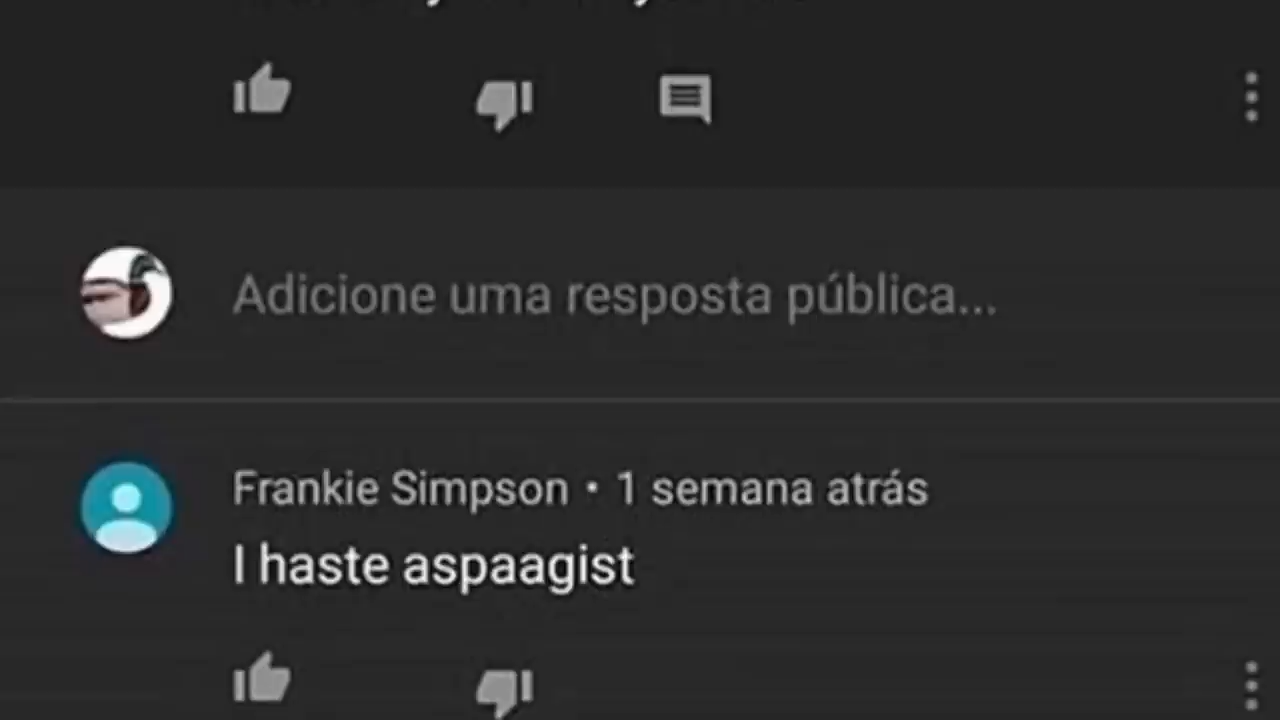 Adicione uma resposta pública...
Frankie Simpson • 1 semana atrás
I haste aspaagist